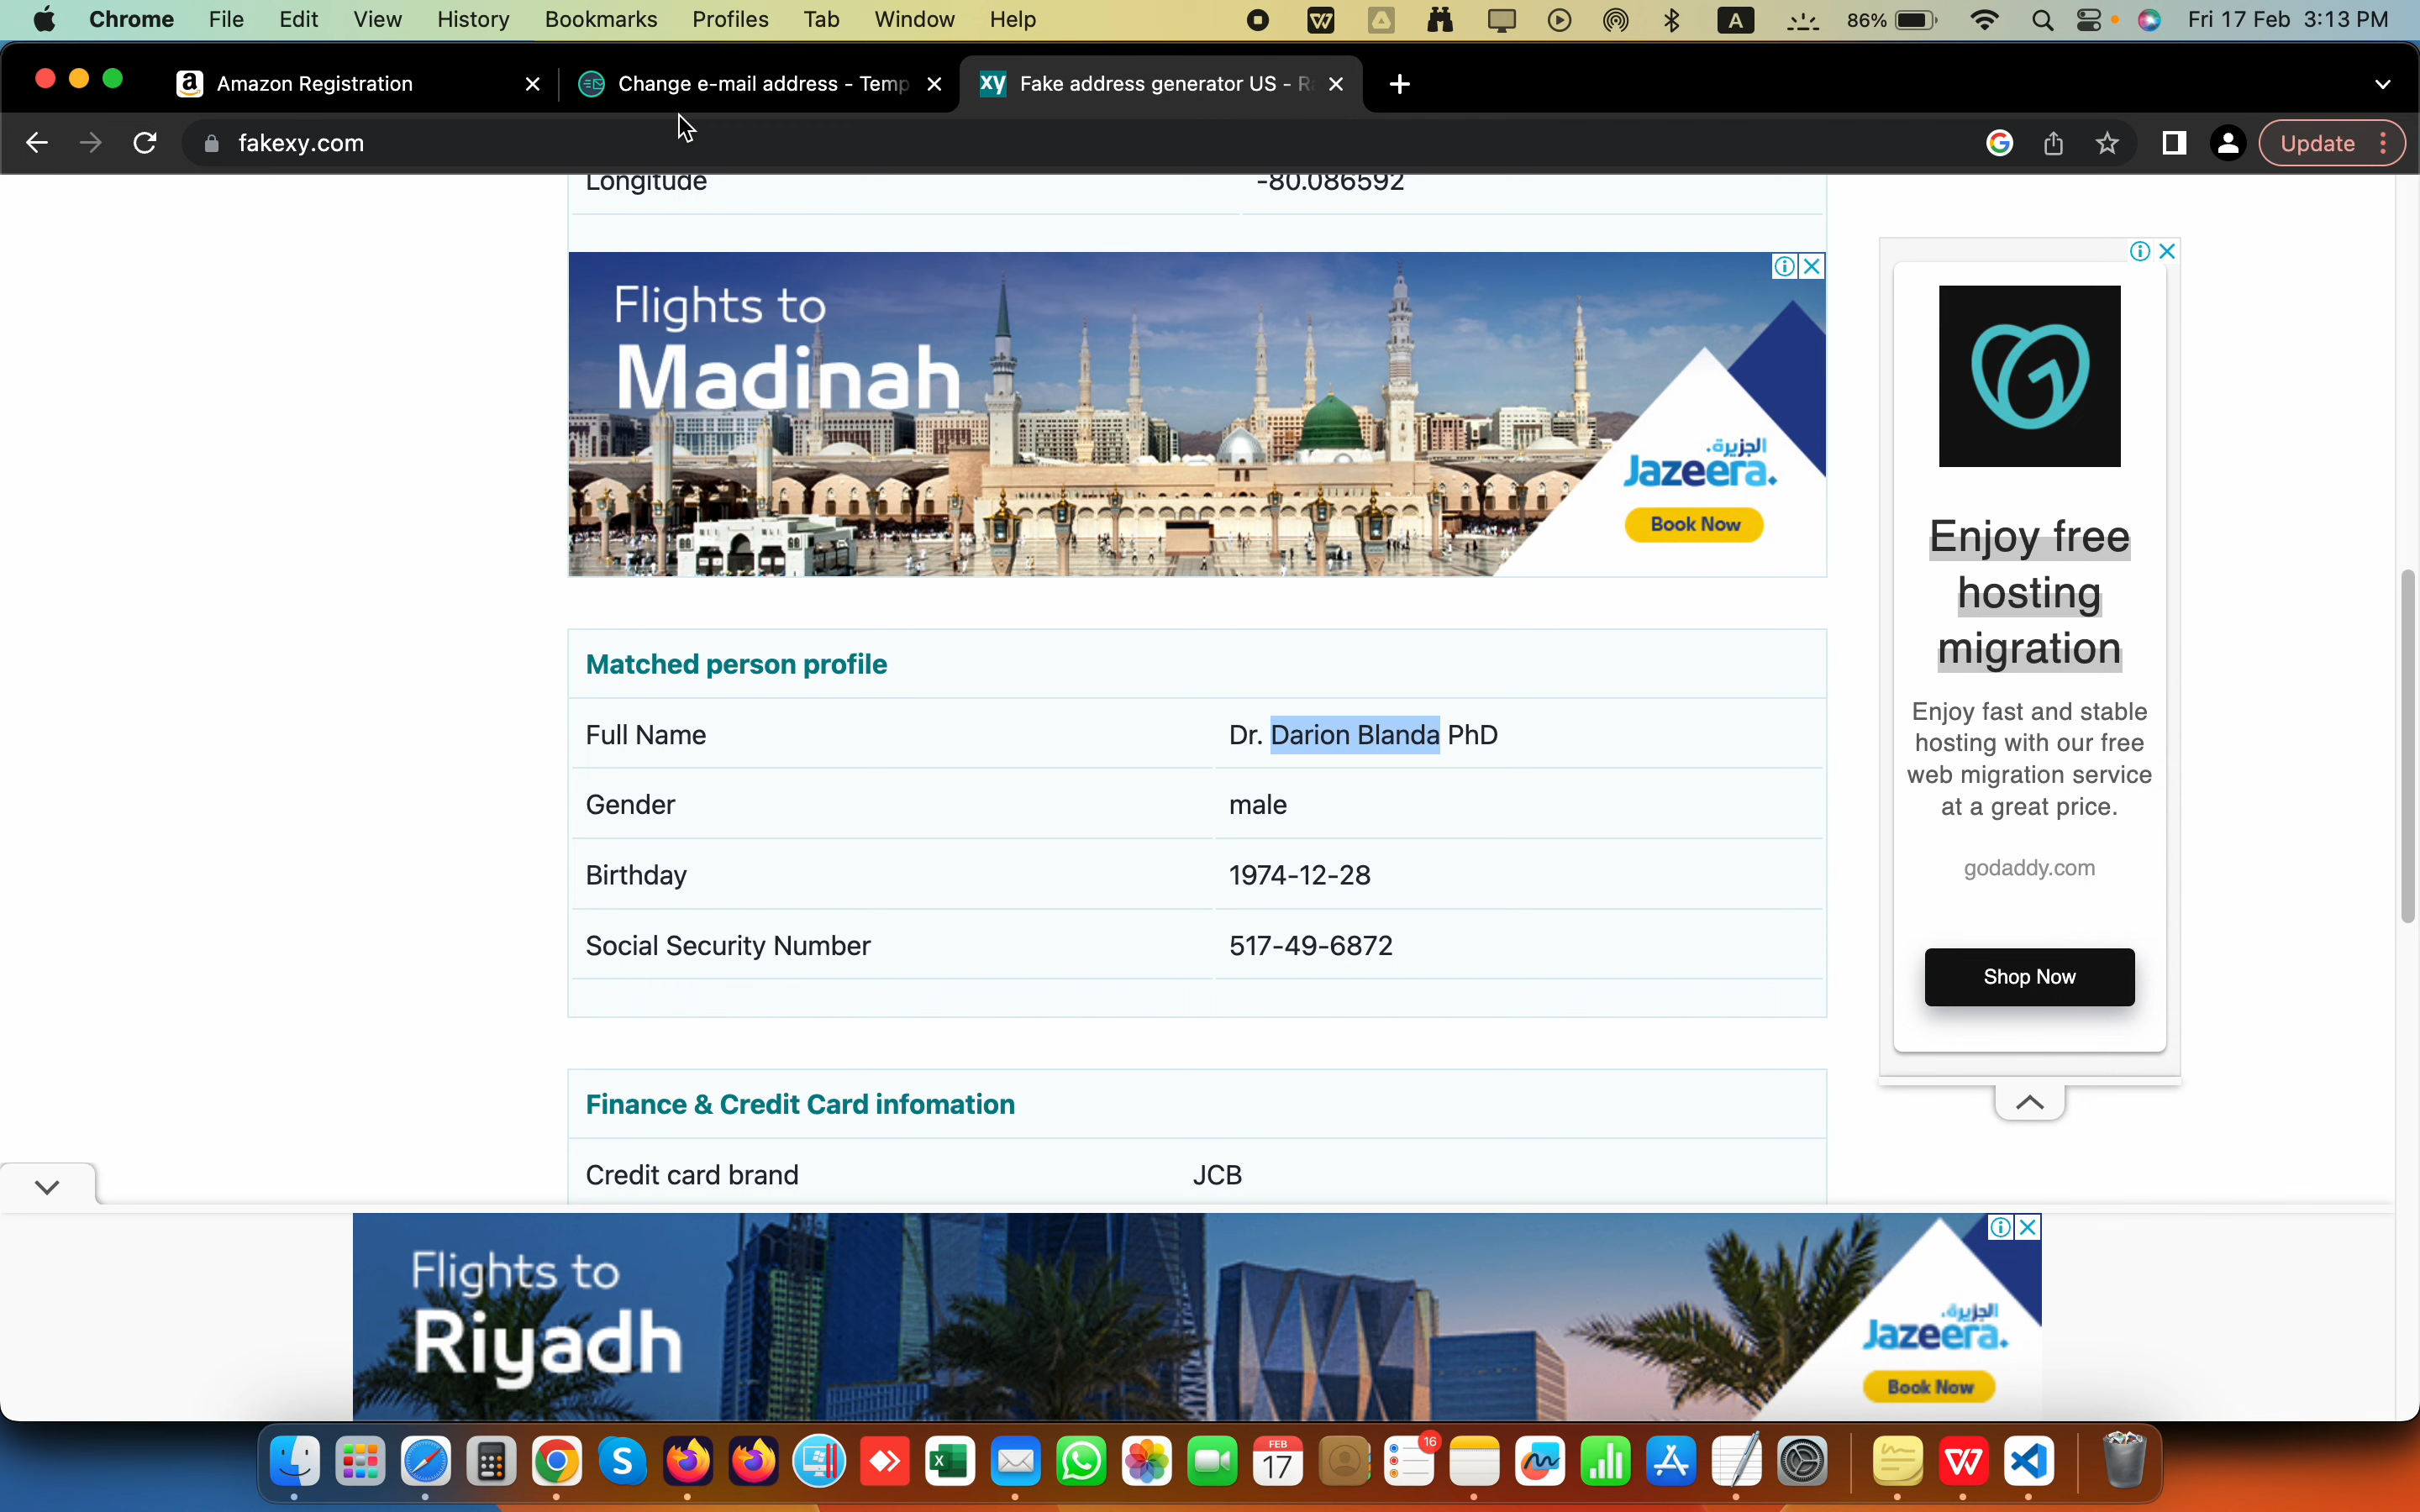 Chrome File Edit View History Bookmarks Profiles Tab Window Help A 86% Fri 17 Feb 3:13 PM
a Amazon Registration Change e-mail address - Temp XY Fake address generator US - R
fakexy.com G Update
Longitude -80.086592
Flights to
Madinah
الجزيرة.
Jazeera.
Book Now
Matched person profile
Full Name Dr. Darion Blanda PhD
Gender male
Birthday 1974-12-28
Social Security Number 517-49-6872
Finance & Credit Card infomation
Credit card brand JCB
Enjoy free
hosting
migration
Enjoy fast and stable
hosting with our free
web migration service
at a great price.
godaddy.com
Shop Now
Flights to
Riyadh
الجزيرة.
Jazeera.
Book Now
S X FEB 16
17